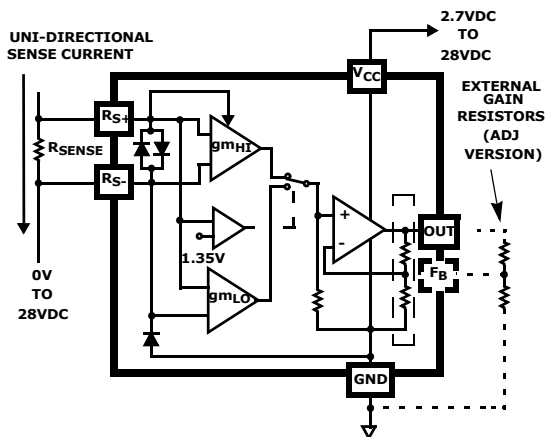 2.7VDC
TO
28VDC
UNI-DIRECTIONAL
SENSE CURRENT
VCC
EXTERNAL
GAIN
RESISTORS
(ADJ
VERSION)
RS+
gmHI
RSENSE
RS-
+
-
OUT
1.35V
FB
gmLO
0V
TO
28VDC
GND